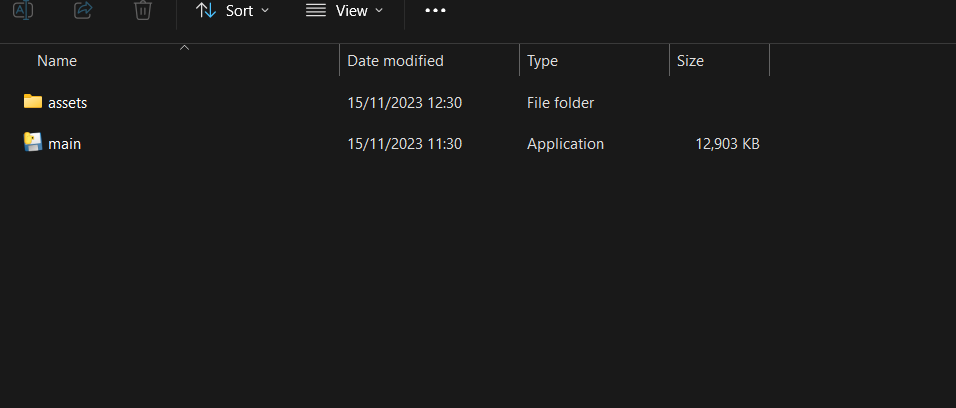 Sort View
Name Date modified Type Size
assets 15/11/2023 12:30 File folder
main 15/11/2023 11:30 Application 12,903 KB